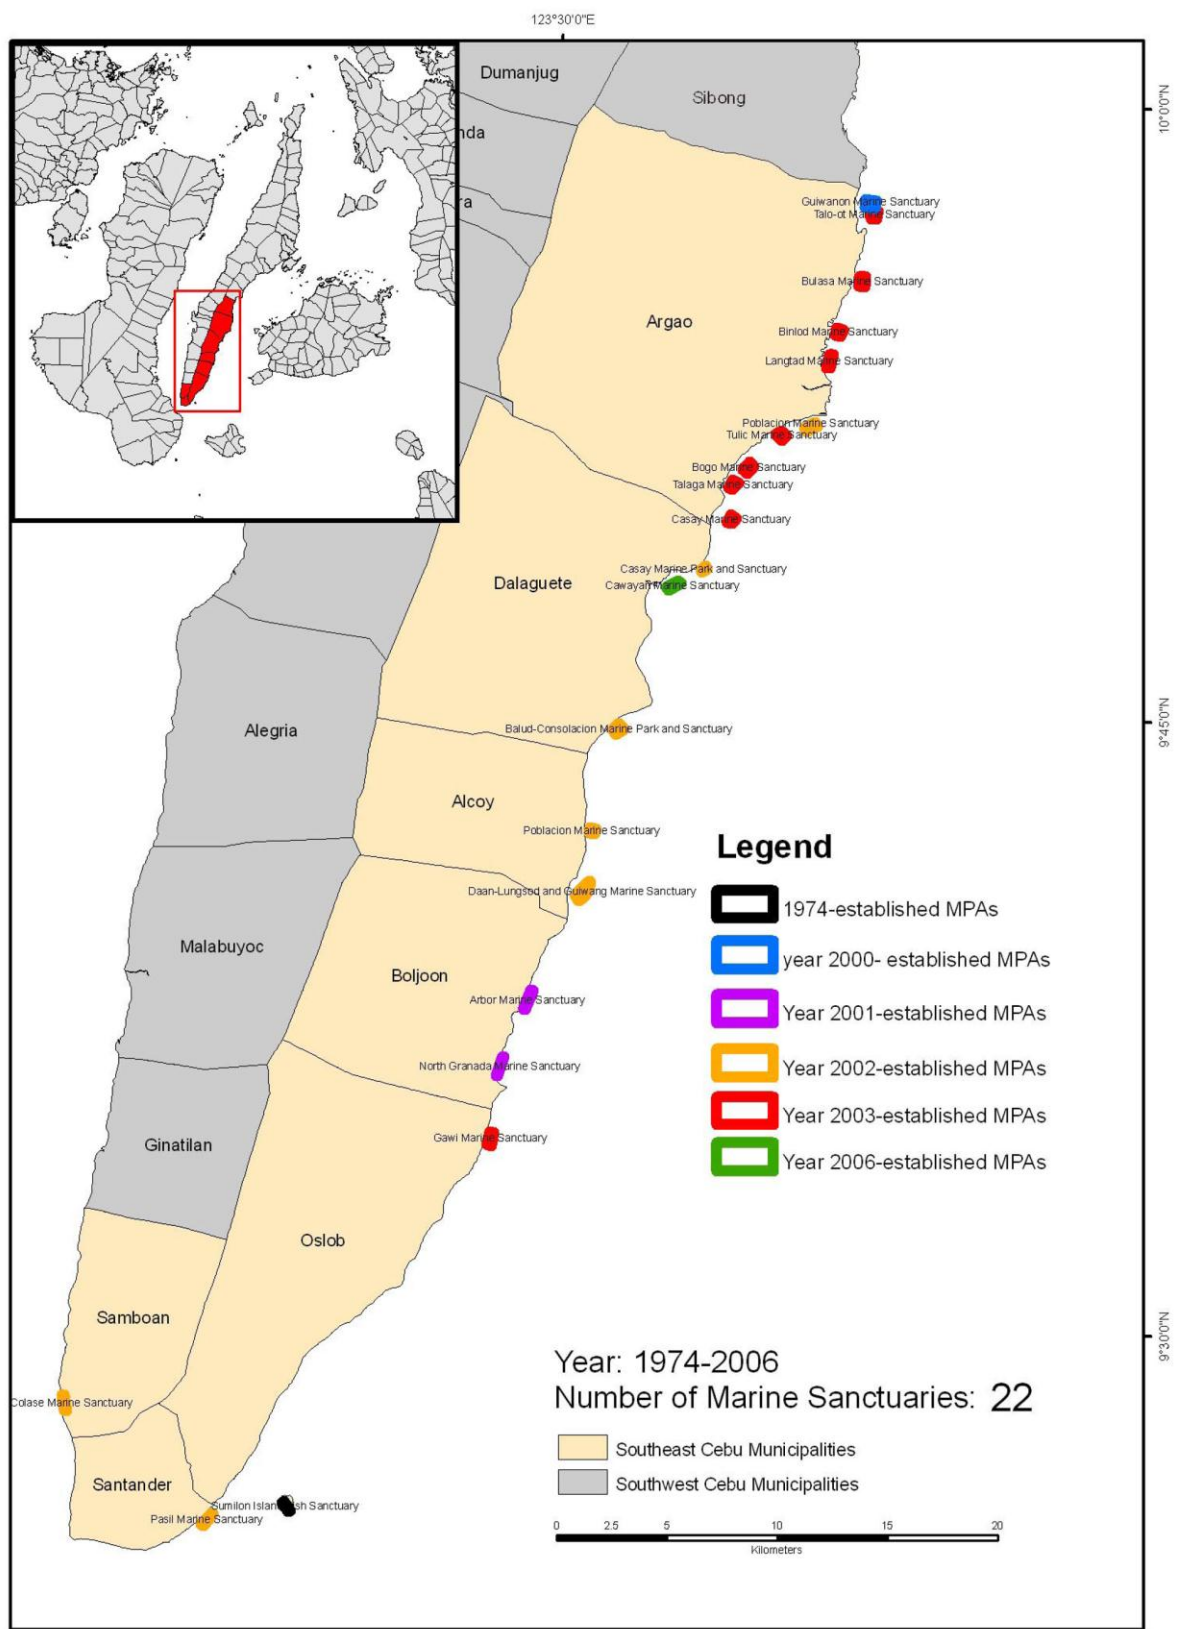 123°30'0"E
Dumanjug
Sibong
nda
ra
10°0'0"N
Guiwanon Marine Sanctuary
Talo-ot Marine Sanctuary
Bulasa Marine Sanctuary
Binlod Marine Sanctuary
Argao
Langtad Marine Sanctuary
Poblacion Marine Sanctuary
Tulic Marine Sanctuary
Bogo Marine Sanctuary
Talaga Marine Sanctuary
Casay Marine Sanctuary
Casay Marine Park and Sanctuary
Dalaguete
Cawayan Marine Sanctuary
9°45'0"N
Alegria
Balud-Consolacion Marine Park and Sanctuary
Alcoy
Poblacion Marine Sanctuary
Legend
Daan-Lungsod and Guiwang Marine Sanctuary
1974-established MPAs
Malabuyoc
year 2000- established MPAs
Boljoon
Arbor Marine Sanctuary
Year 2001-established MPAs
North Granada Marine Sanctuary
Year 2002-established MPAs
Year 2003-established MPAs
Gawi Marine Sanctuary
Ginatilan
Year 2006-established MPAs
Oslob
Samboan
9°30'0"N
Year: 1974-2006
Number of Marine Sanctuaries: 22
Colase Marine Sanctuary
Southeast Cebu Municipalities
Santander
Southwest Cebu Municipalities
Sumilon Island Fish Sanctuary
Pasil Marine Sanctuary
0 2.5 5 10 15 20
Kilometers